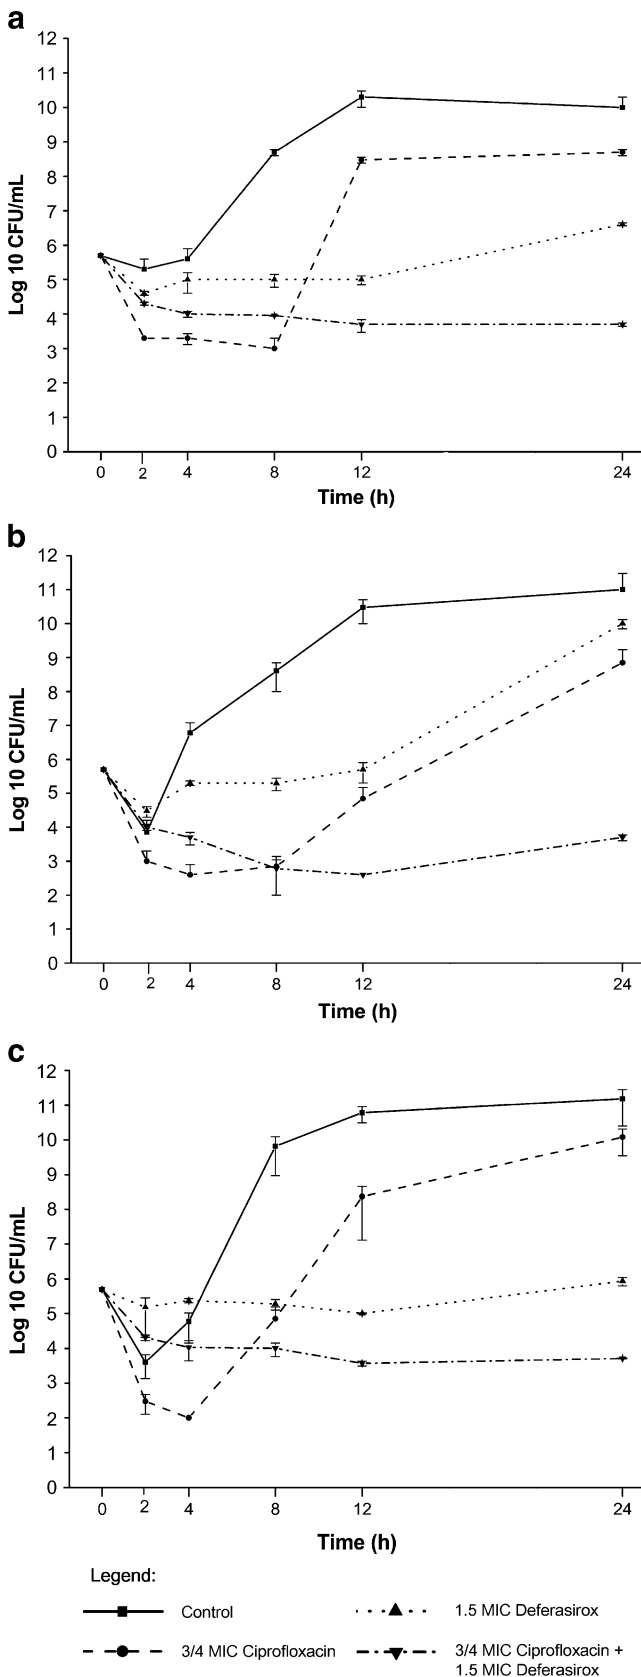 a
12
11
10
9
8
7
6
5
4
3
2
1
0
Log 10 CFU/mL
0 2 4 8 12 24
Time (h)
b
12
11
10
9
8
7
6
5
4
3
2
1
0
Log 10 CFU/mL
0 2 4 8 12 24
Time (h)
c
12
11
10
9
8
7
6
5
4
3
2
1
0
Log 10 CFU/mL
0 2 4 8 12 24
Time (h)
Legend:
Control
1.5 MIC Deferasirox
3/4 MIC Ciprofloxacin
3/4 MIC Ciprofloxacin +
1.5 MIC Deferasirox